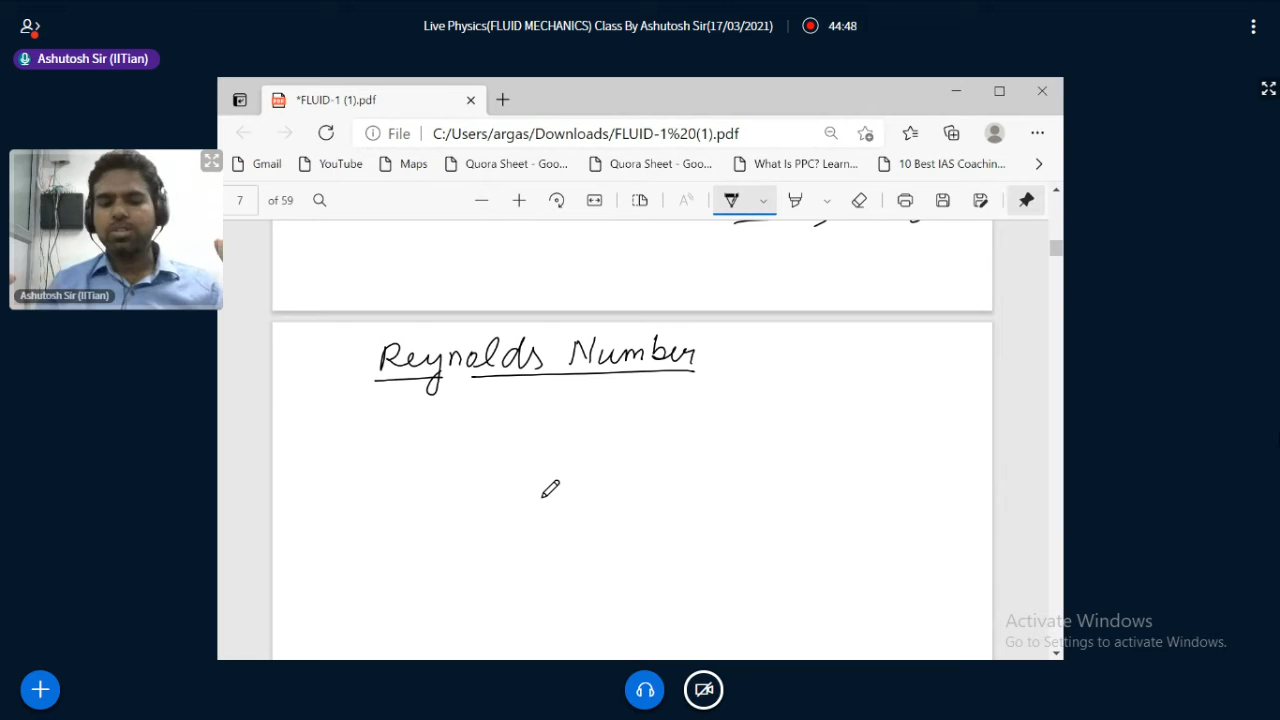 Live Physics(FLUID MECHANICS) Class By Ashutosh Sir(17/03/2021)
44:48
Ashutosh Sir (IITian)
*FLUID-1 (1).pdf
File
C:/Users/argas/Downloads/FLUID-1%20(1).pdf
Gmail
YouTube
Maps
Quora Sheet - Goo...
Quora Sheet - Goo...
What Is PPC? Learn...
10 Best IAS Coachin...
7 of 59
Ashutosh Sir (IITian)
Reynolds Number
Activate Windows
Go to Settings to activate Windows.